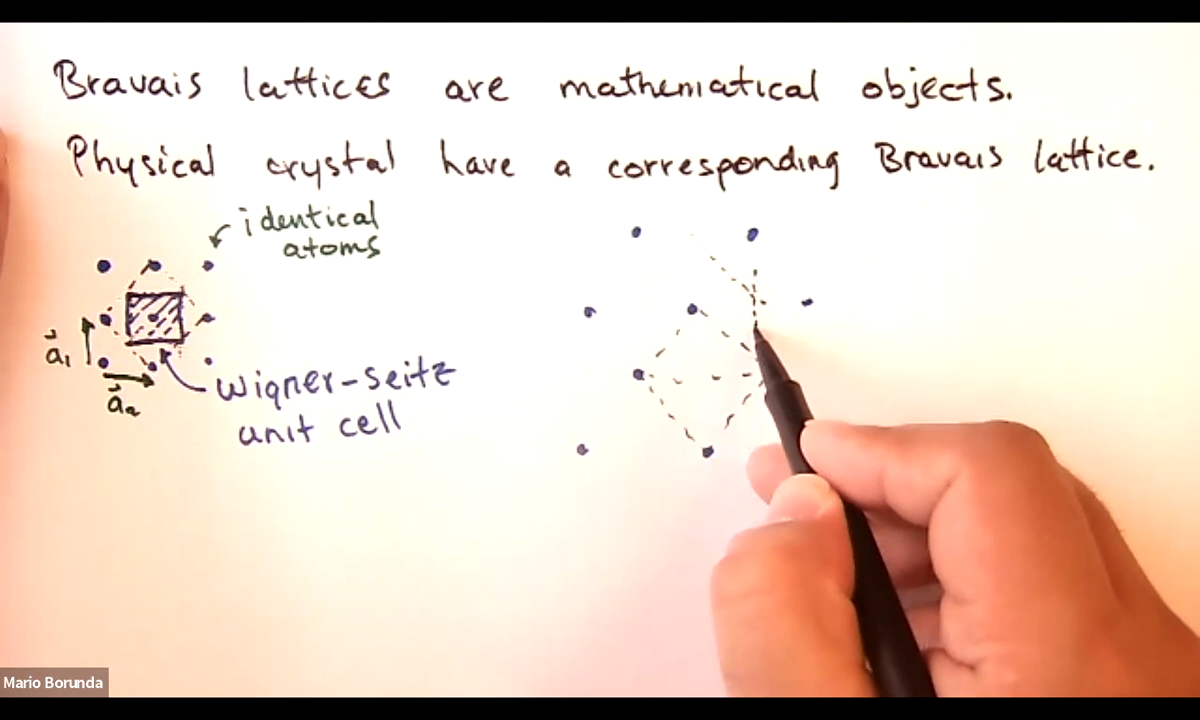 Bravais lattices are mathematical objects.
Physical crystal have a corresponding Bravais lattice.
identical
atoms
a₁
a₂
Wigner-Seitz
unit cell
Mario Borunda